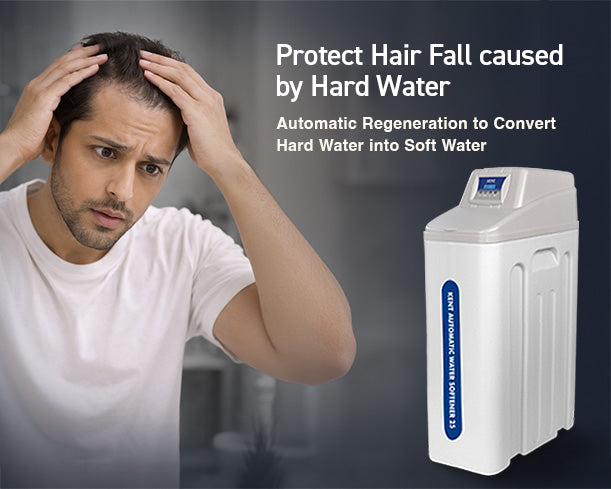 Protect Hair Fall caused
by Hard Water
Automatic Regeneration to Convert
Hard Water into Soft Water
KENT AUTOMATIC WATER SOFTENER 25